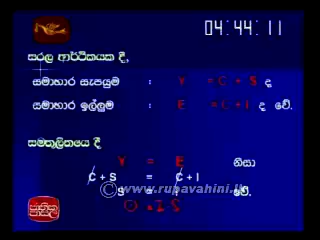 04:44:11
සරල ආර්ථිකයක දී,
සමාහාර සැපයුම : Y = C + S ද
සමාහාර ඉල්ලුම : E = C + I ද වේ.
සමතුලිතයේ දී
Y = E නිසා
C + S = C + I
S = I වේ.
© www.rupavahini.lk